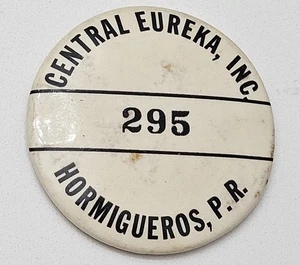 CENTRAL EUREKA, INC.
295
HORMIGUEROS, P. R.